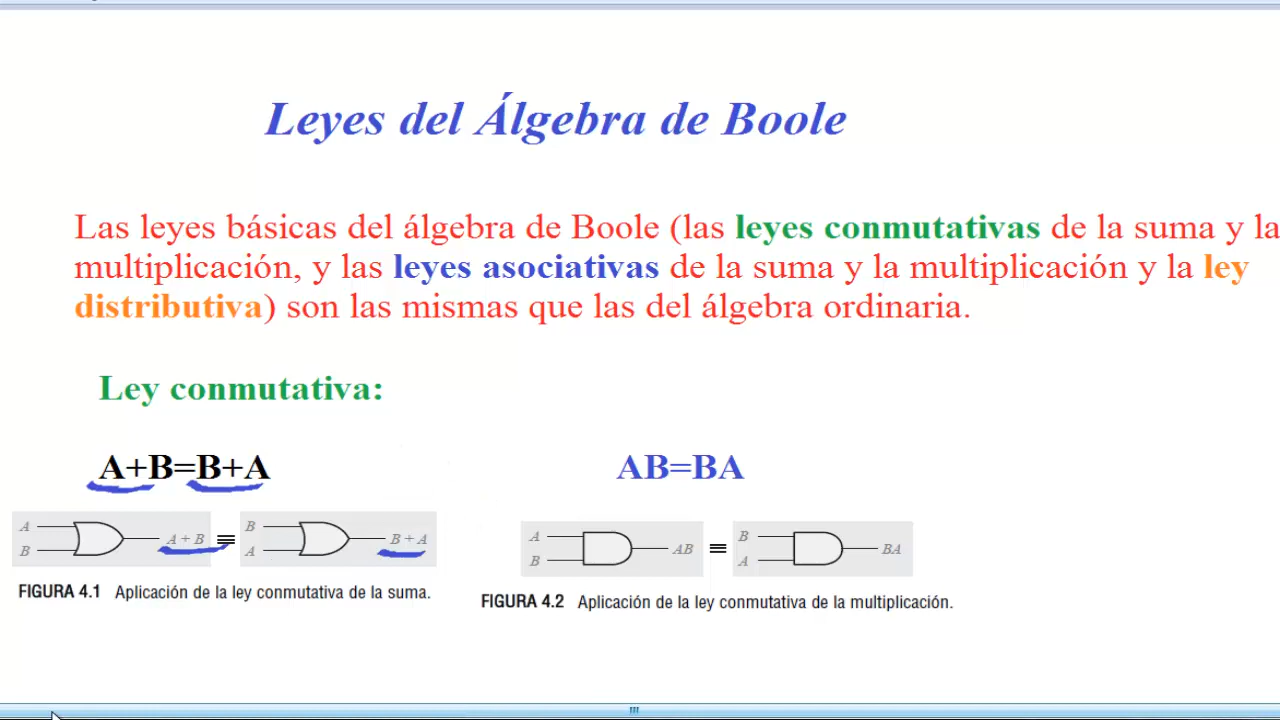 Leyes del Álgebra de Boole
Las leyes básicas del álgebra de Boole (las leyes conmutativas de la suma y la
multiplicación, y las leyes asociativas de la suma y la multiplicación y la ley
distributiva) son las mismas que las del álgebra ordinaria.
Ley conmutativa:
A+B=B+A
AB=BA
A
B
A + B
≡
B
A
B + A
A
B
AB
≡
B
A
BA
FIGURA 4.1 Aplicación de la ley conmutativa de la suma.
FIGURA 4.2 Aplicación de la ley conmutativa de la multiplicación.